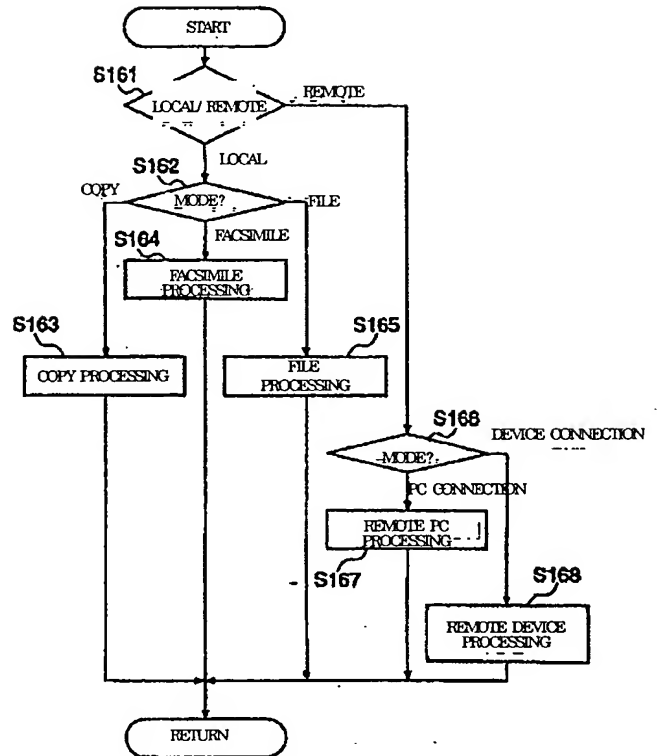 START
S161
LOCAL/ REMOTE
REMOTE
LOCAL
S162
COPY
MODE?
FILE
FACSIMILE
S164
FACSIMILE
PROCESSING
S163
COPY PROCESSING
S165
FILE
PROCESSING
S168
DEVICE CONNECTION
MODE?
PC CONNECTION
REMOTE PC
PROCESSING
S167
S168
REMOTE DEVICE
PROCESSING
RETURN